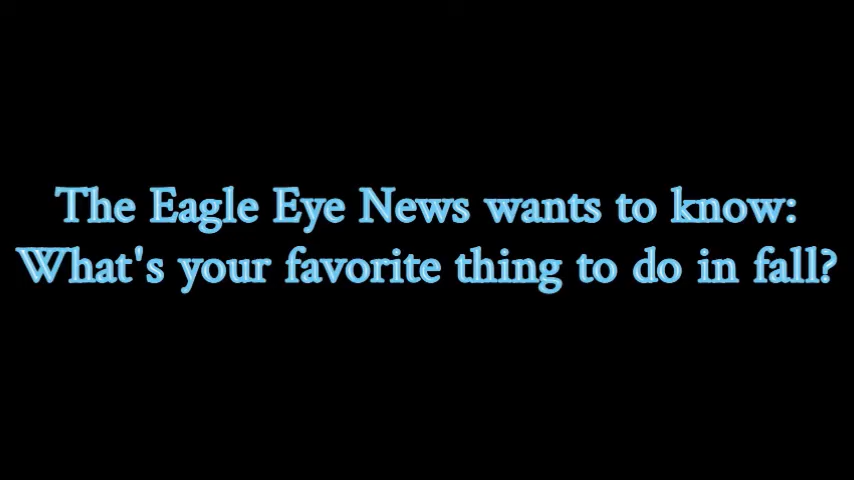 The Eagle Eye News wants to know:
What's your favorite thing to do in fall?